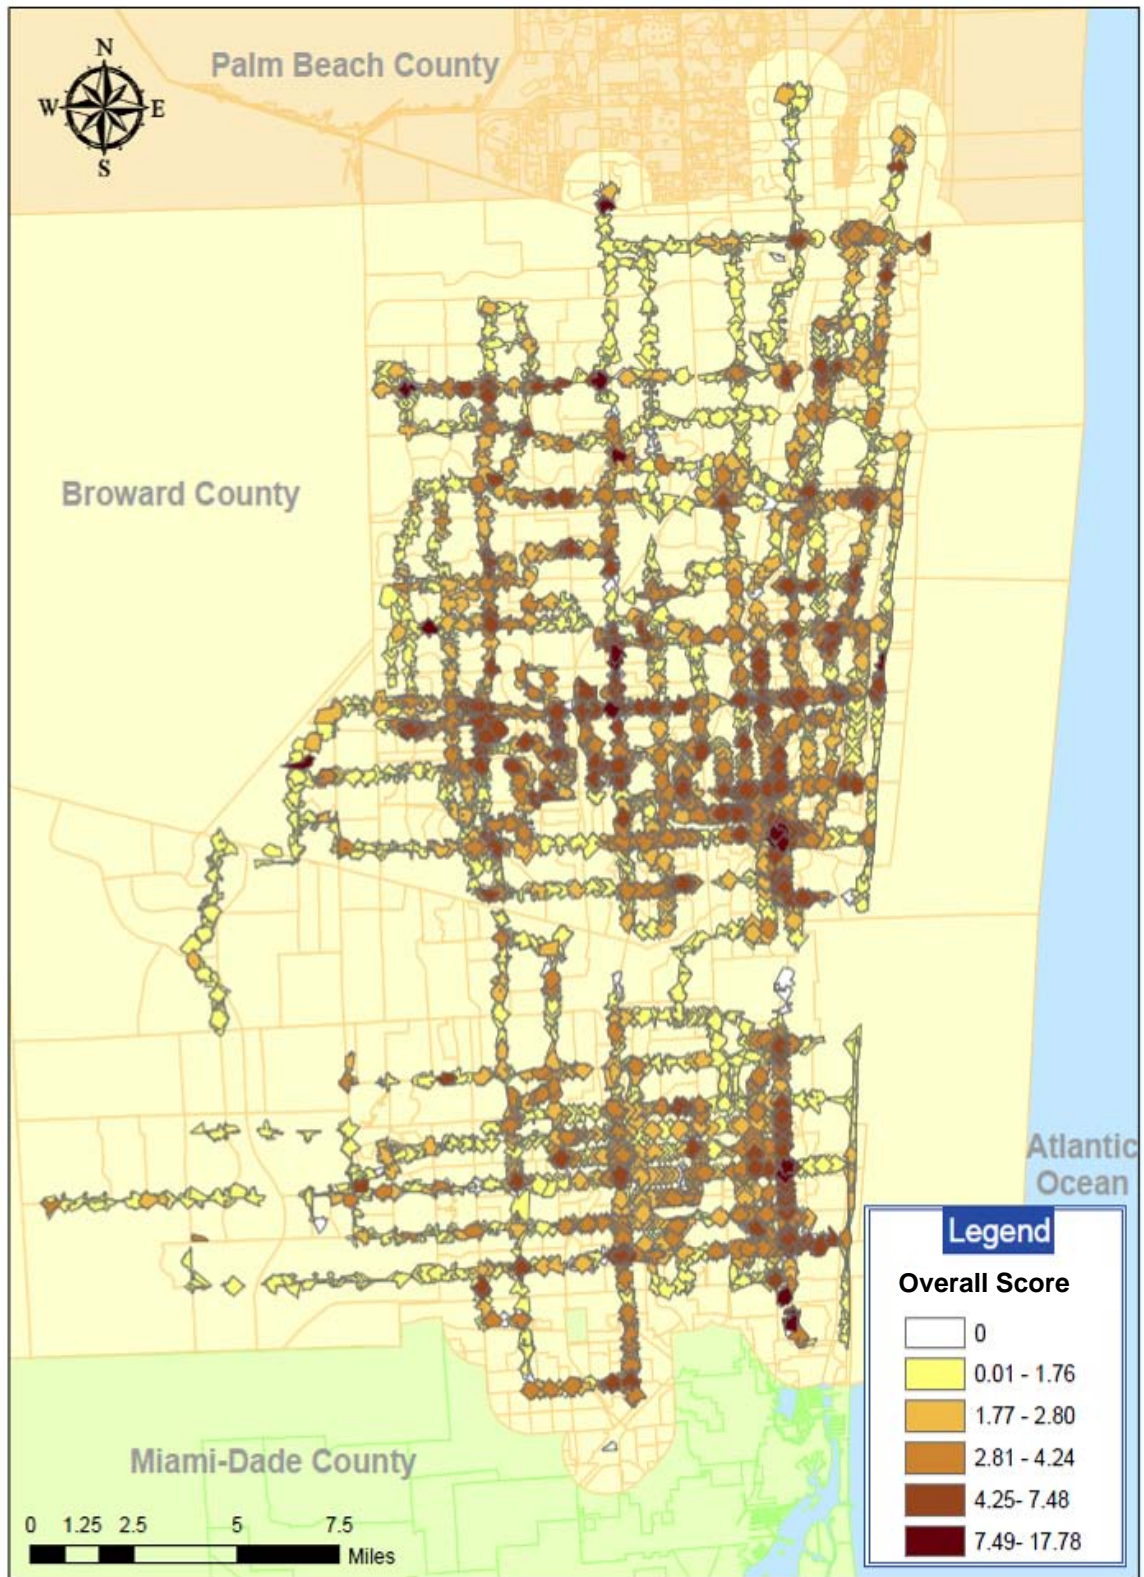 Palm Beach County
N
W E
S
Broward County
Atlantic
Ocean
Legend
Overall Score
0
0.01 - 1.76
1.77 - 2.80
2.81 - 4.24
4.25- 7.48
7.49- 17.78
Miami-Dade County
0 1.25 2.5 5 7.5
Miles